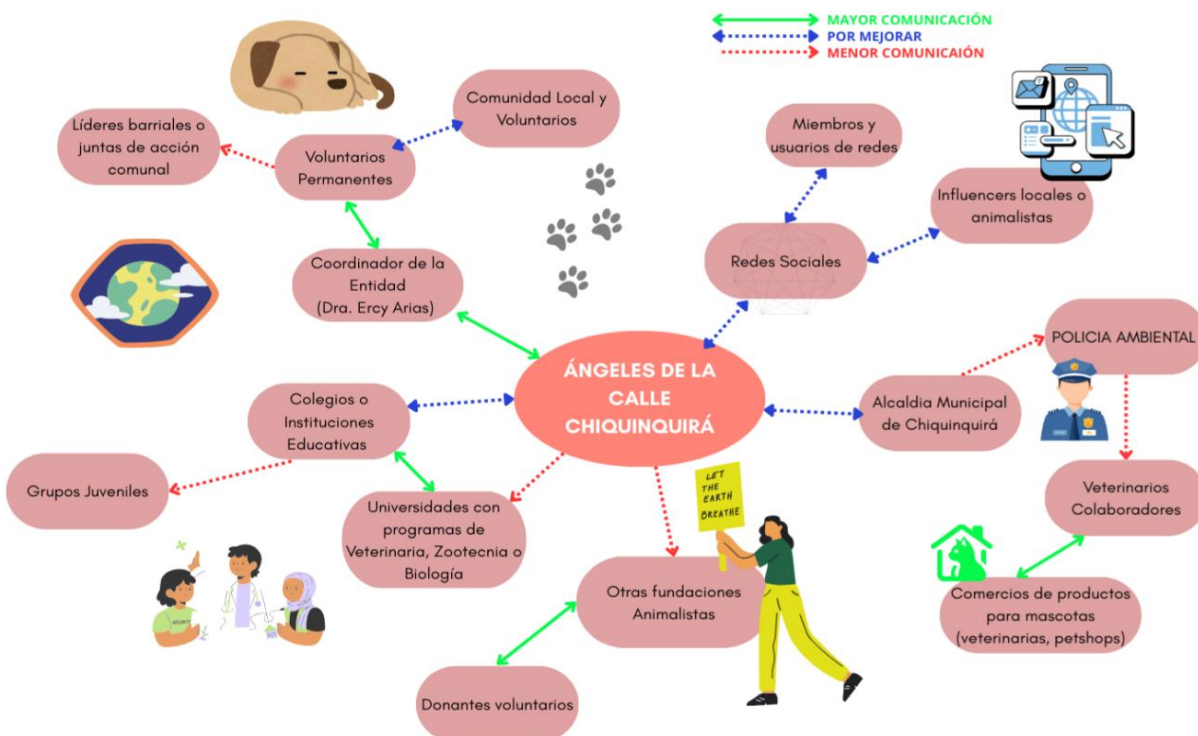 MAYOR COMUNICACIÓN
POR MEJORAR
MENOR COMUNICAIÓN
Líderes barriales o
juntas de acción
comunal
Voluntarios
Permanentes
Comunidad Local y
Voluntarios
Miembros y
usuarios de redes
Influencers locales o
animalistas
Coordinador de la
Entidad
(Dra. Ercy Arias)
Redes Sociales
ÁNGELES DE LA
CALLE
CHIQUINQUIRÁ
POLICIA AMBIENTAL
Alcaldia Municipal
de Chiquinquirá
Colegios o
Instituciones
Educativas
Grupos Juveniles
Universidades con
programas de
Veterinaria, Zootecnia o
Biología
LET
THE
EARTH
BREATHE
Otras fundaciones
Animalistas
Veterinarios
Colaboradores
Comercios de productos
para mascotas
(veterinarias, petshops)
Donantes voluntarios